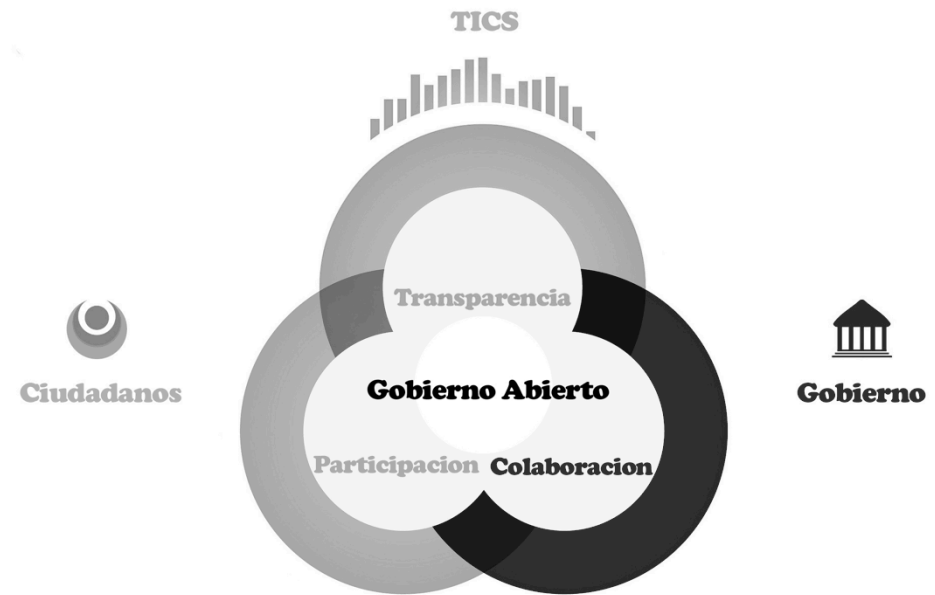 TICS
Transparencia
Ciudadanos
Gobierno Abierto
Gobierno
Participacion
Colaboracion